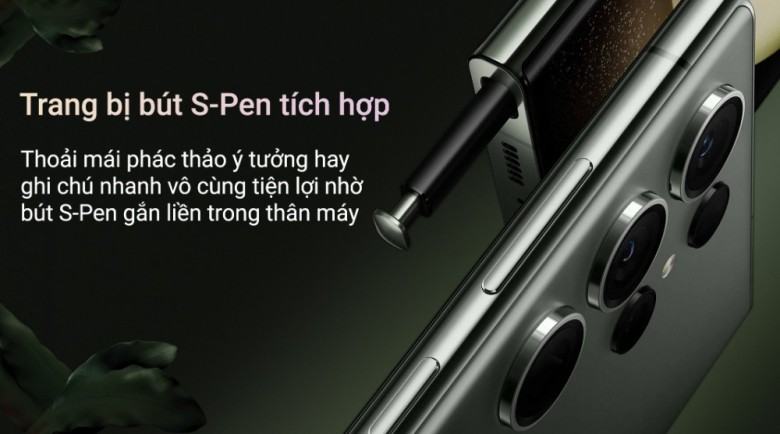 Trang bị bút S-Pen tích hợp
Thoải mái phác thảo ý tưởng hay
ghi chú nhanh vô cùng tiện lợi nhờ
bút S-Pen gắn liền trong thân máy